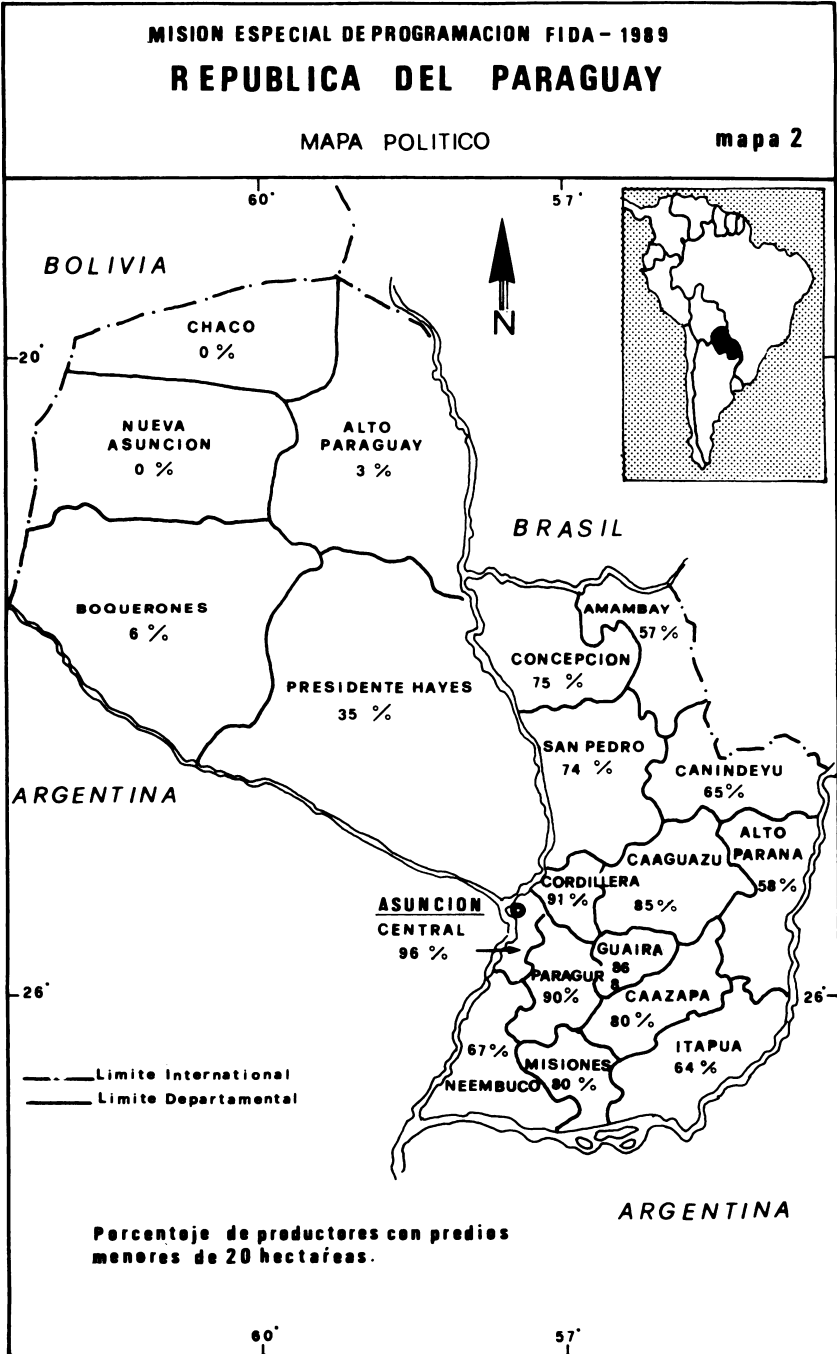 MISION ESPECIAL DE PROGRAMACION FIDA - 1989
REPUBLICA DEL PARAGUAY
MAPA POLITICO
mapa 2
60°
57°
BOLIVIA
N
CHACO
0 %
20°
NUEVA
ASUNCION
0 %
ALTO
PARAGUAY
3 %
BRASIL
BOQUERONES
6 %
AMAMBAY
57 %
CONCEPCION
75 %
PRESIDENTE HAYES
35 %
SAN PEDRO
74 %
CANINDEYU
65 %
ARGENTINA
ALTO
PARANA
58 %
CAAGUAZU
85 %
CORDILLERA
91 %
ASUNCION
CENTRAL
96 %
GUAIRA
86
8
PARAGUR
90%
CAAZAPA
80 %
26°
26°
67 %
NEEMBUCO
MISIONES
80 %
ITAPUA
64 %
Limite International
Limite Departamental
ARGENTINA
Porcentaje de productores con predios
menores de 20 hectaŕeas.
60°
57°